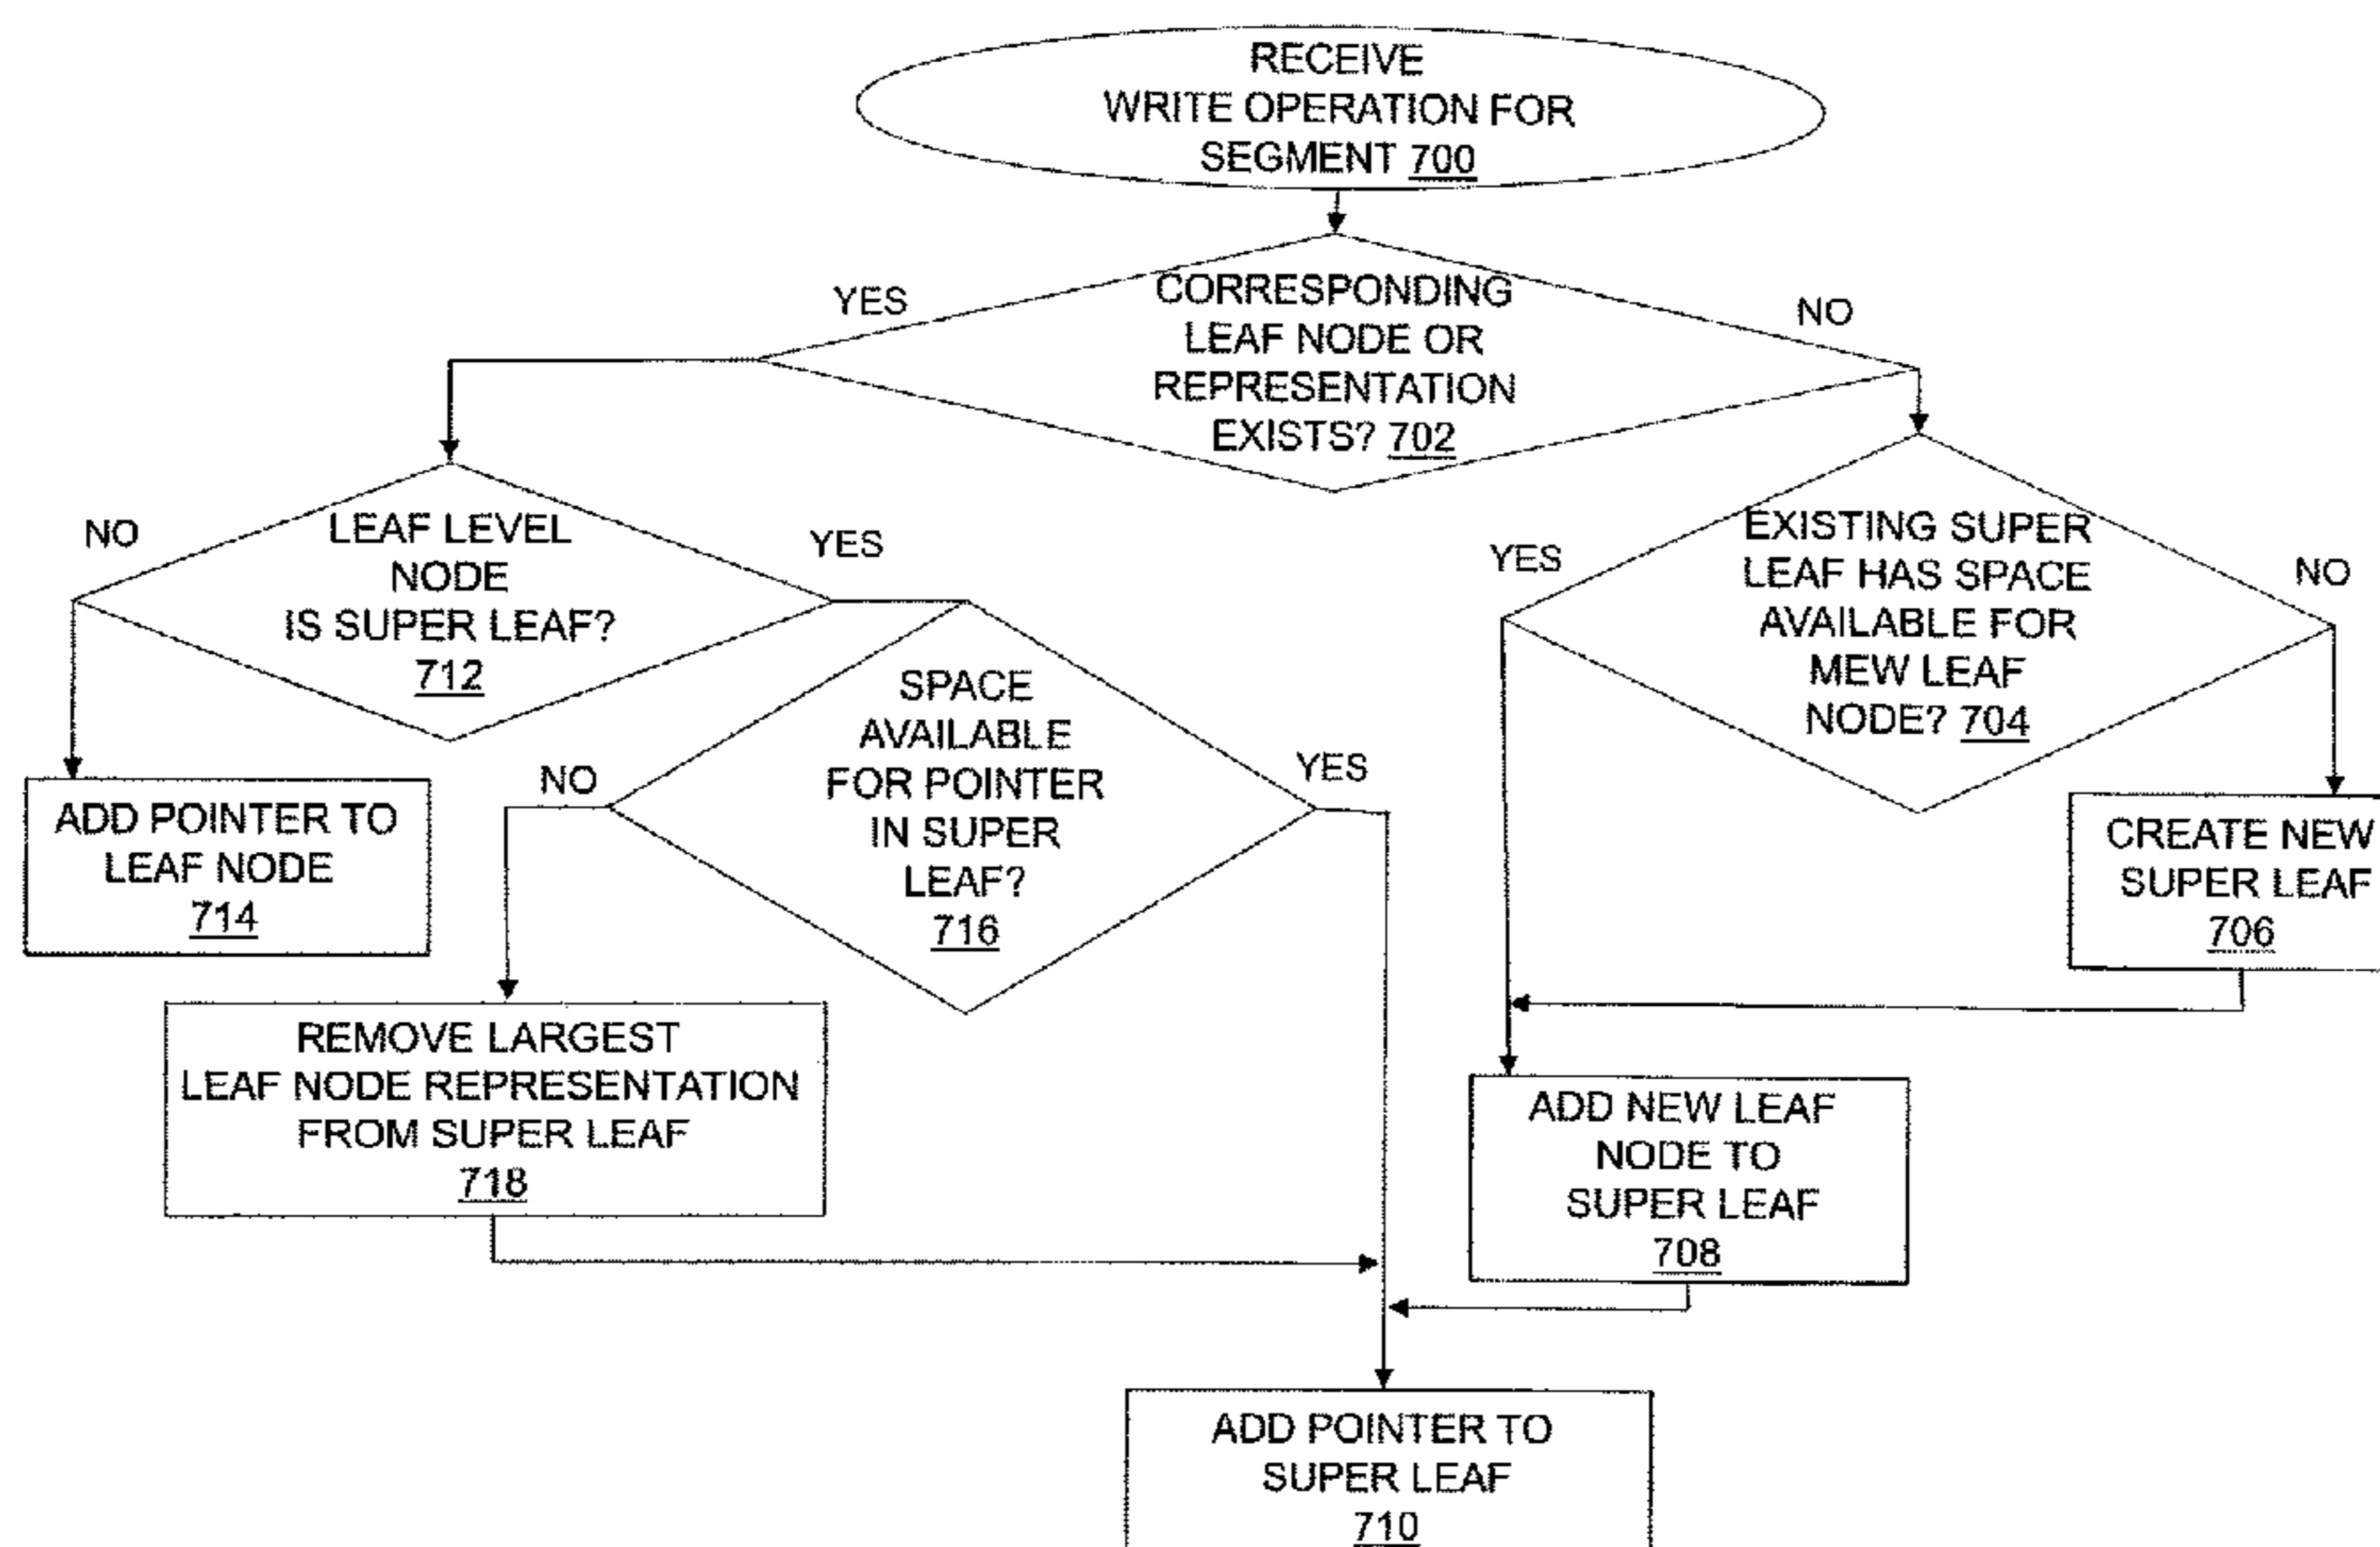 RECEIVE
WRITE OPERATION FOR
SEGMENT 700
CORRESPONDING
LEAF NODE OR
REPRESENTATION
EXISTS? 702
YES
NO
LEAF LEVEL
NODE
IS SUPER LEAF?
712
NO
YES
EXISTING SUPER
LEAF HAS SPACE
AVAILABLE FOR
MEW LEAF
NODE? 704
YES
NO
ADD POINTER TO
LEAF NODE
714
SPACE
AVAILABLE
FOR POINTER
IN SUPER
LEAF?
716
NO
YES
CREATE NEW
SUPER LEAF
706
REMOVE LARGEST
LEAF NODE REPRESENTATION
FROM SUPER LEAF
718
ADD NEW LEAF
NODE TO
SUPER LEAF
708
ADD POINTER TO
SUPER LEAF
710